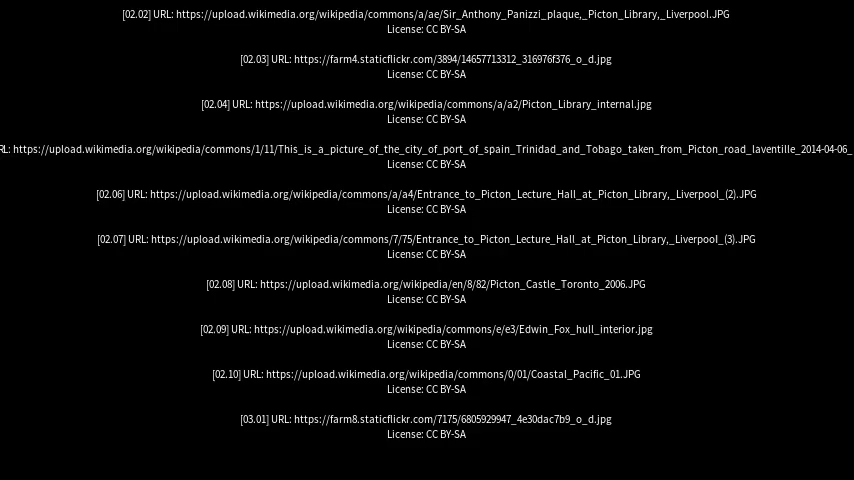 [02.02] URL: https://upload.wikimedia.org/wikipedia/commons/a/ae/Sir_Anthony_Panizzi_plaque,_Picton_Library,_Liverpool.JPG
License: CC BY-SA
[02.03] URL: https://farm4.staticflickr.com/3894/14657713312_316976f376_o_d.jpg
License: CC BY-SA
[02.04] URL: https://upload.wikimedia.org/wikipedia/commons/a/a2/Picton_Library_internal.jpg
License: CC BY-SA
RL: https://upload.wikimedia.org/wikipedia/commons/1/11/This_is_a_picture_of_the_city_of_port_of_spain_Trinidad_and_Tobago_taken_from_Picton_road_laventille_2014-04-06_
License: CC BY-SA
[02.06] URL: https://upload.wikimedia.org/wikipedia/commons/a/a4/Entrance_to_Picton_Lecture_Hall_at_Picton_Library,_Liverpool_(2).JPG
License: CC BY-SA
[02.07] URL: https://upload.wikimedia.org/wikipedia/commons/7/75/Entrance_to_Picton_Lecture_Hall_at_Picton_Library,_Liverpool_(3).JPG
License: CC BY-SA
[02.08] URL: https://upload.wikimedia.org/wikipedia/en/8/82/Picton_Castle_Toronto_2006.JPG
License: CC BY-SA
[02.09] URL: https://upload.wikimedia.org/wikipedia/commons/e/e3/Edwin_Fox_hull_interior.jpg
License: CC BY-SA
[02.10] URL: https://upload.wikimedia.org/wikipedia/commons/0/01/Coastal_Pacific_01.JPG
License: CC BY-SA
[03.01] URL: https://farm8.staticflickr.com/7175/6805929947_4e30dac7b9_o_d.jpg
License: CC BY-SA